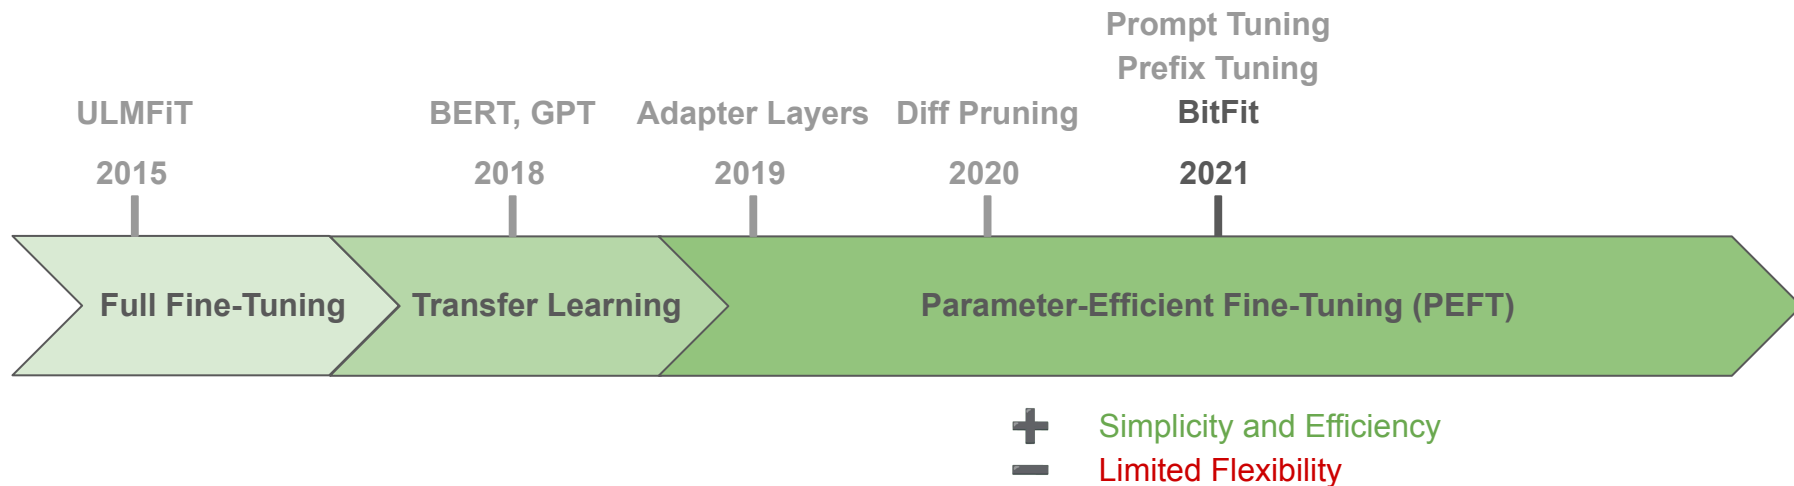 Prompt Tuning
Prefix Tuning
ULMFiT
BERT, GPT
Adapter Layers
Diff Pruning
BitFit
2015
2018
2019
2020
2021
Full Fine-Tuning
Transfer Learning
Parameter-Efficient Fine-Tuning (PEFT)
Simplicity and Efficiency
Limited Flexibility